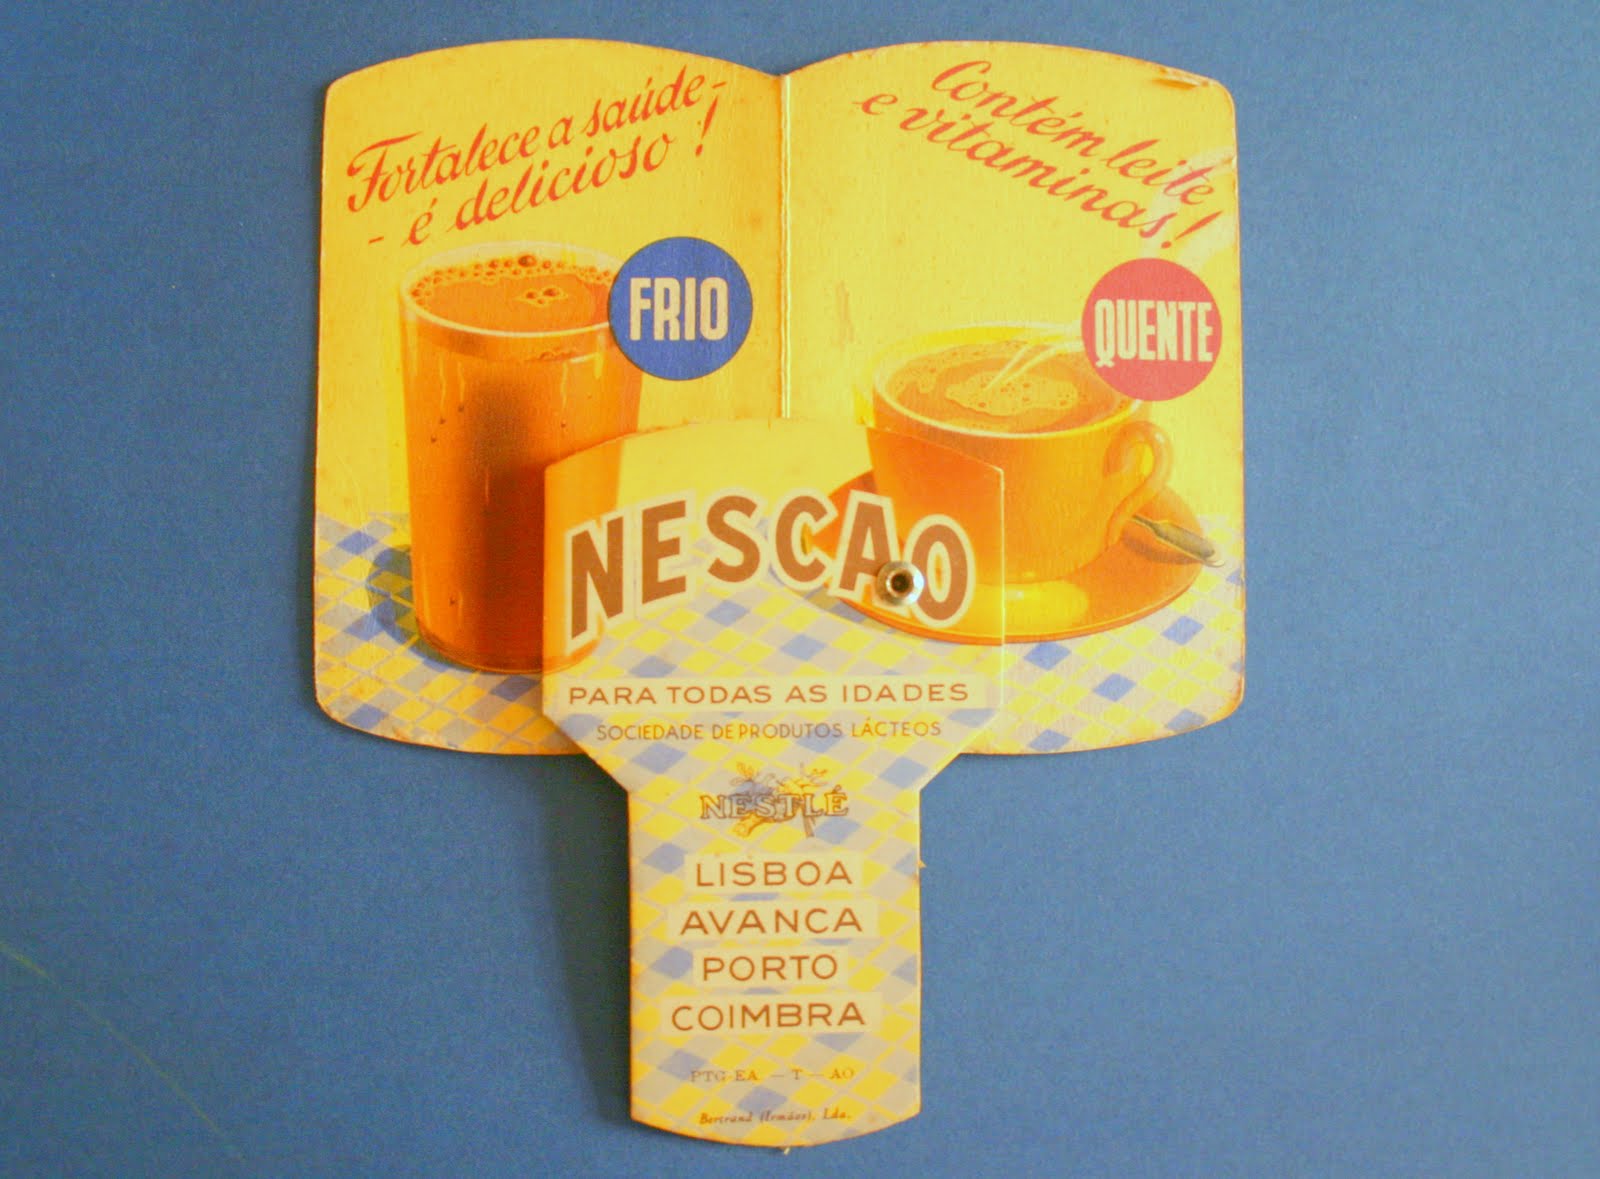 Fortalece a saúde-
- é delicioso!
FRIO
Contém leite
e vitaminas!
QUENTE
NESCAO
PARA TODAS AS IDADES
SOCIEDADE DE PRODUTOS LÁCTEOS
NESTLÉ
LISBOA
AVANCA
PORTO
COIMBRA
PTG-EA — T — AO
Bertrand (Irmãos), Lda.